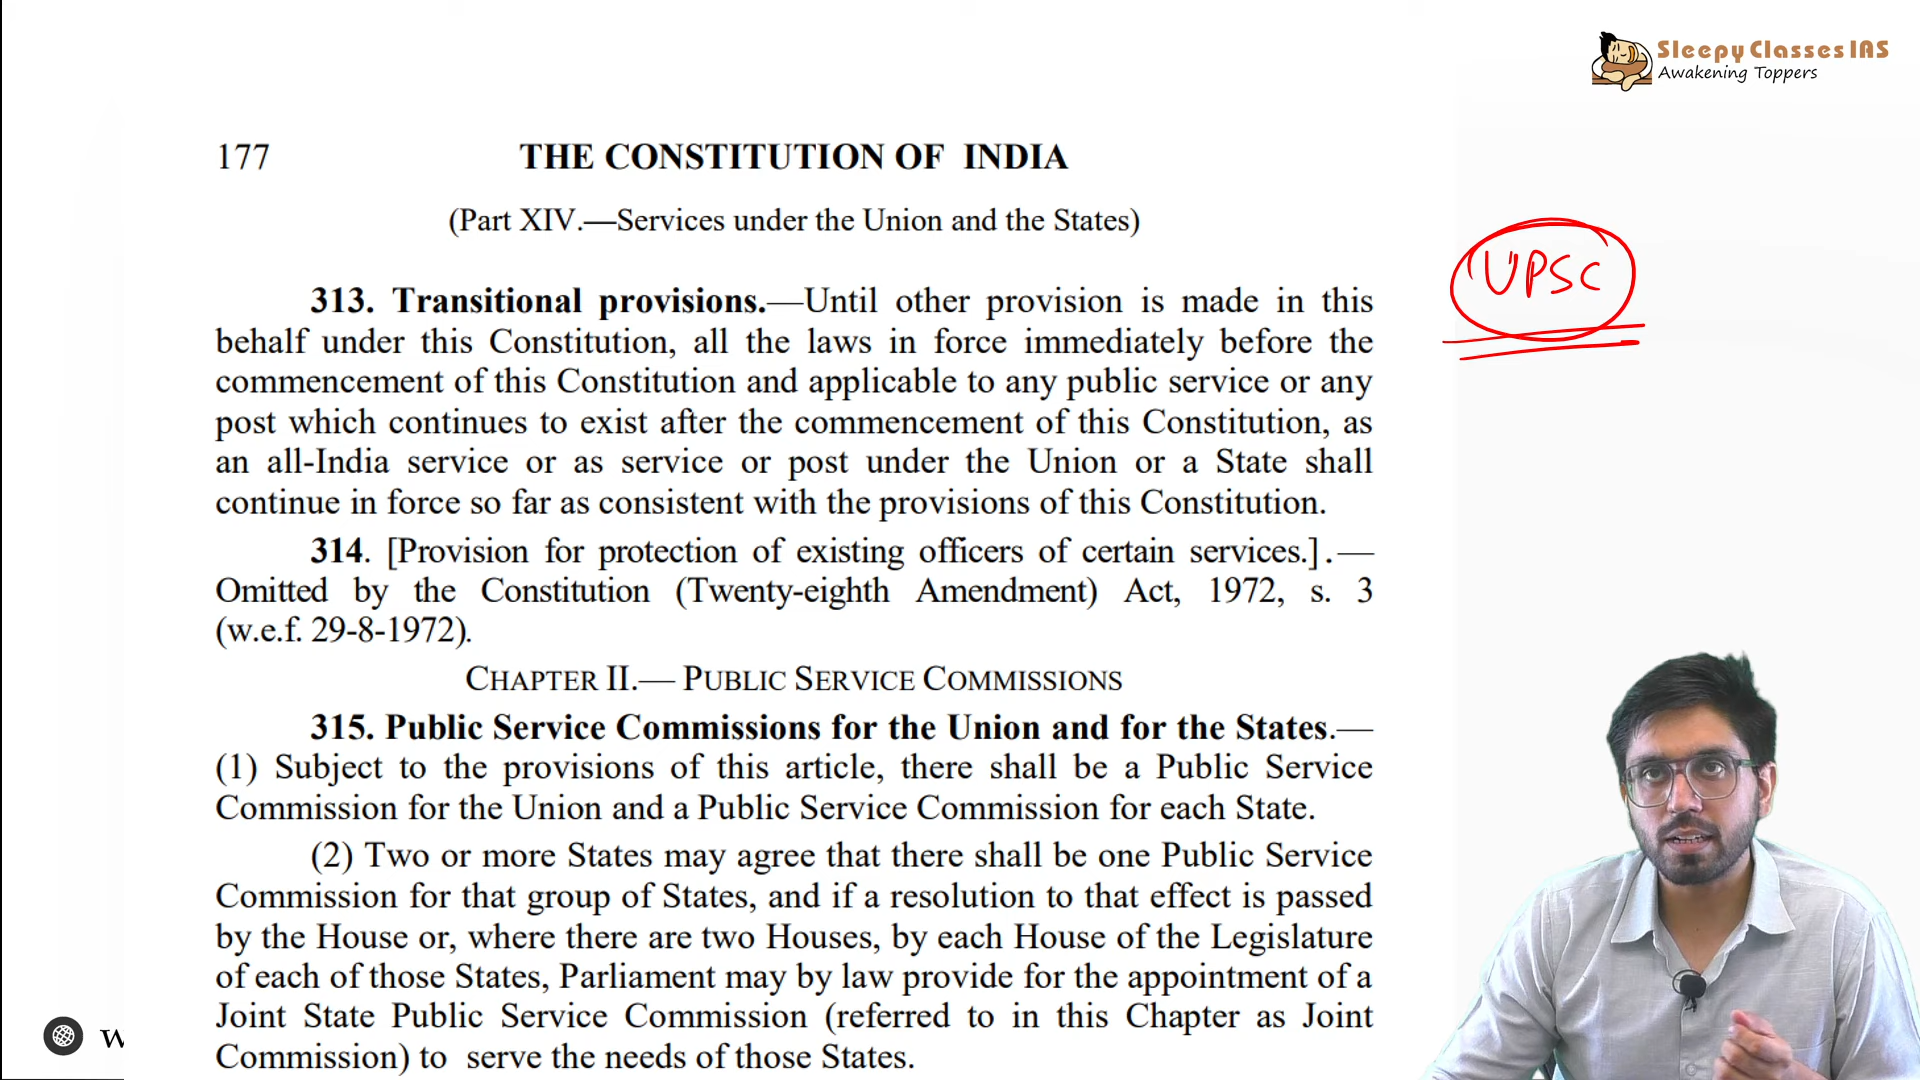 Sleepy Classes IAS
Awakening Toppers
177 THE CONSTITUTION OF INDIA
(Part XIV.—Services under the Union and the States)
UPSC
313. Transitional provisions.—Until other provision is made in this
behalf under this Constitution, all the laws in force immediately before the
commencement of this Constitution and applicable to any public service or any
post which continues to exist after the commencement of this Constitution, as
an all-India service or as service or post under the Union or a State shall
continue in force so far as consistent with the provisions of this Constitution.
314. [Provision for protection of existing officers of certain services.].—
Omitted by the Constitution (Twenty-eighth Amendment) Act, 1972, s. 3
(w.e.f. 29-8-1972).
CHAPTER II.— PUBLIC SERVICE COMMISSIONS
315. Public Service Commissions for the Union and for the States.—
(1) Subject to the provisions of this article, there shall be a Public Service
Commission for the Union and a Public Service Commission for each State.
(2) Two or more States may agree that there shall be one Public Service
Commission for that group of States, and if a resolution to that effect is passed
by the House or, where there are two Houses, by each House of the Legislature
of each of those States, Parliament may by law provide for the appointment of a
Joint State Public Service Commission (referred to in this Chapter as Joint
Commission) to serve the needs of those States.